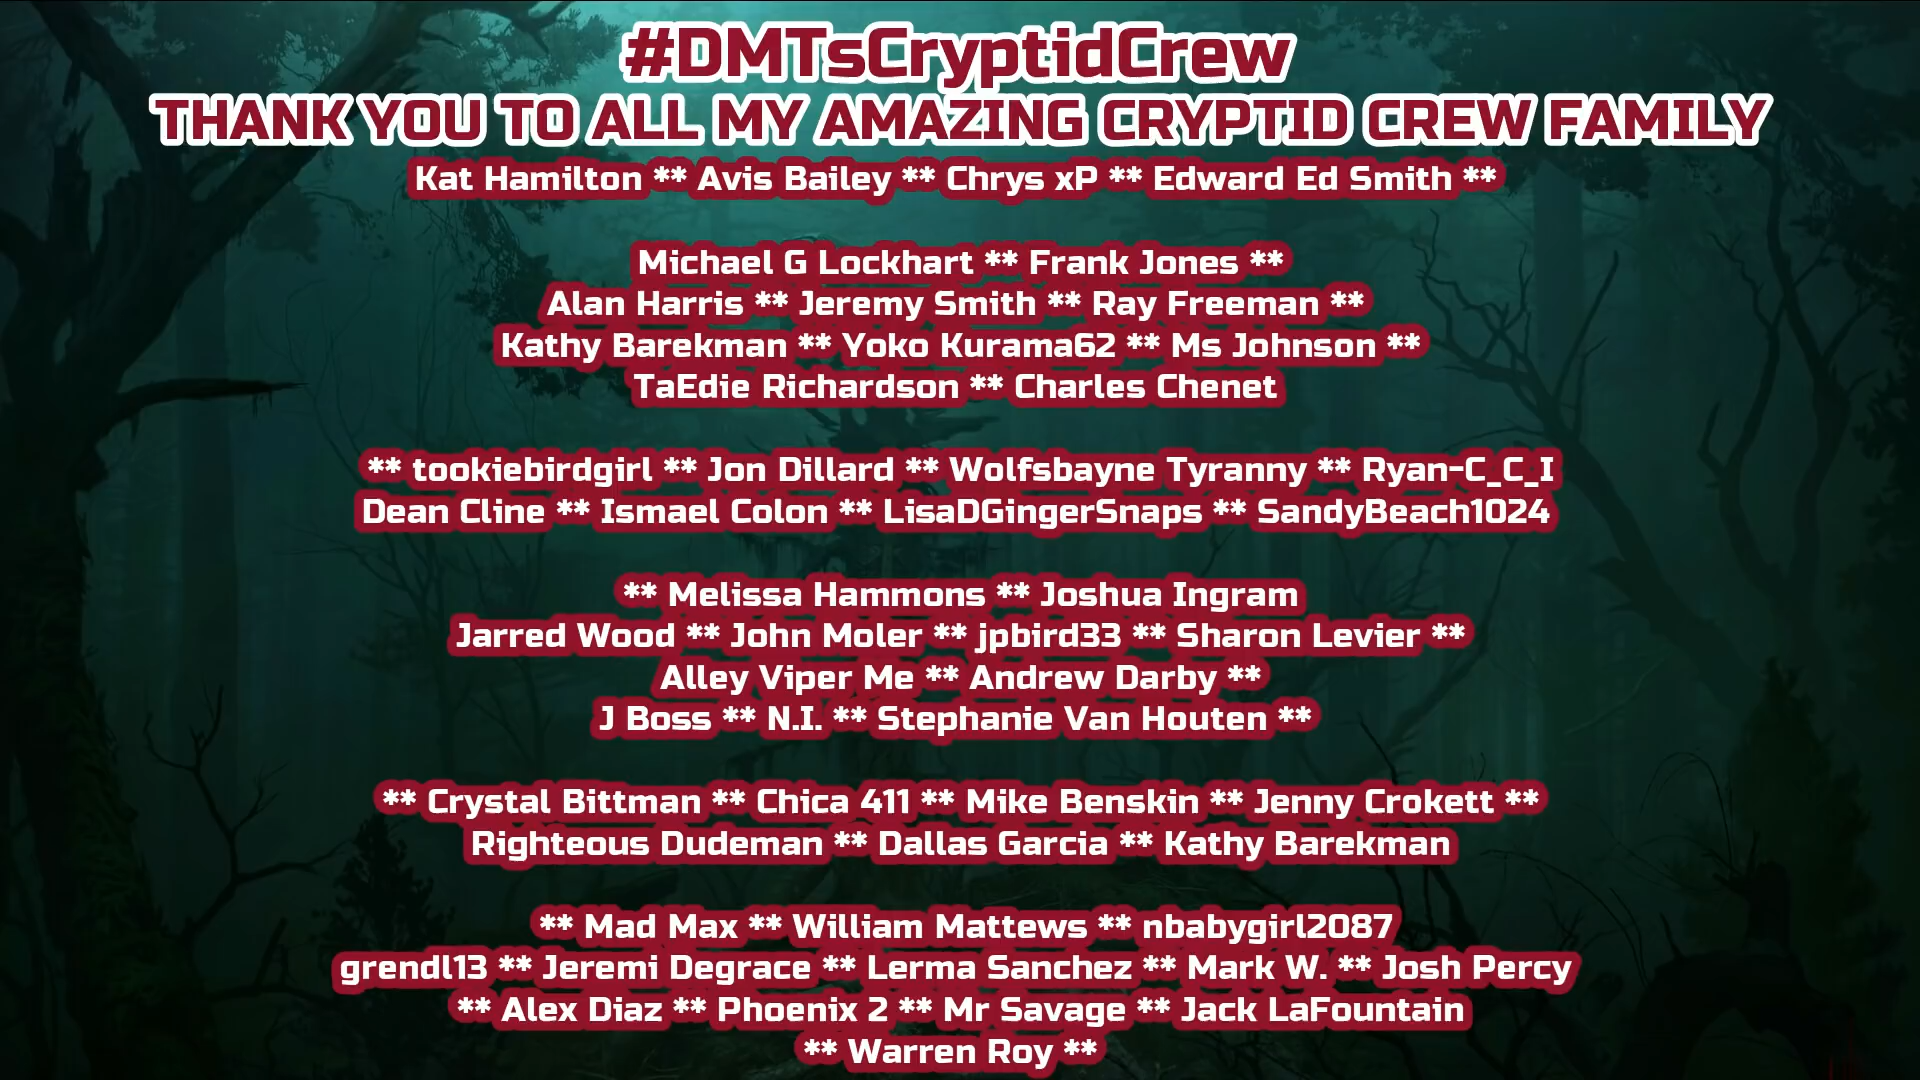 #DMTsCryptidCrew
THANK YOU TO ALL MY AMAZING CRYPTID CREW FAMILY
Kat Hamilton ** Avis Bailey ** Chrys xP ** Edward Ed Smith **
Michael G Lockhart ** Frank Jones **
Alan Harris ** Jeremy Smith ** Ray Freeman **
Kathy Barekman ** Yoko Kurama62 ** Ms Johnson **
TaEdie Richardson ** Charles Chenet
** tookiebirdgirl ** Jon Dillard ** Wolfsbayne Tyranny ** Ryan-C_C_I
Dean Cline ** Ismael Colon ** LisaDGingerSnaps ** SandyBeach1024
** Melissa Hammons ** Joshua Ingram
Jarred Wood ** John Moler ** jpbird33 ** Sharon Levier **
Alley Viper Me ** Andrew Darby **
J Boss ** N.I. ** Stephanie Van Houten **
** Crystal Bittman ** Chica 411 ** Mike Benskin ** Jenny Crokett **
Righteous Dudeman ** Dallas Garcia ** Kathy Barekman
** Mad Max ** William Mattews ** nbabygirl2087
grendl13 ** Jeremi Degrace ** Lerma Sanchez ** Mark W. ** Josh Percy
** Alex Diaz ** Phoenix 2 ** Mr Savage ** Jack LaFountain
** Warren Roy **